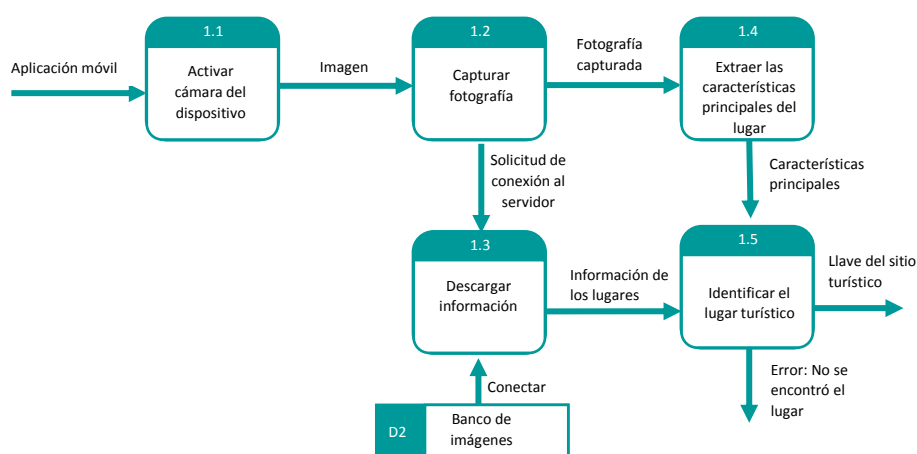 1.1
1.2
1.4
Aplicación móvil
Activar
cámara del
dispositivo
Imagen
Capturar
fotografía
Fotografía
capturada
Extraer las
características
principales del
lugar
Solicitud de
conexión al
servidor
Características
principales
1.3
1.5
Descargar
información
Información de
los lugares
Identificar el
lugar turístico
Llave del sitio
turístico
Conectar
Error: No se
encontró el
lugar
D2
Banco de
imágenes